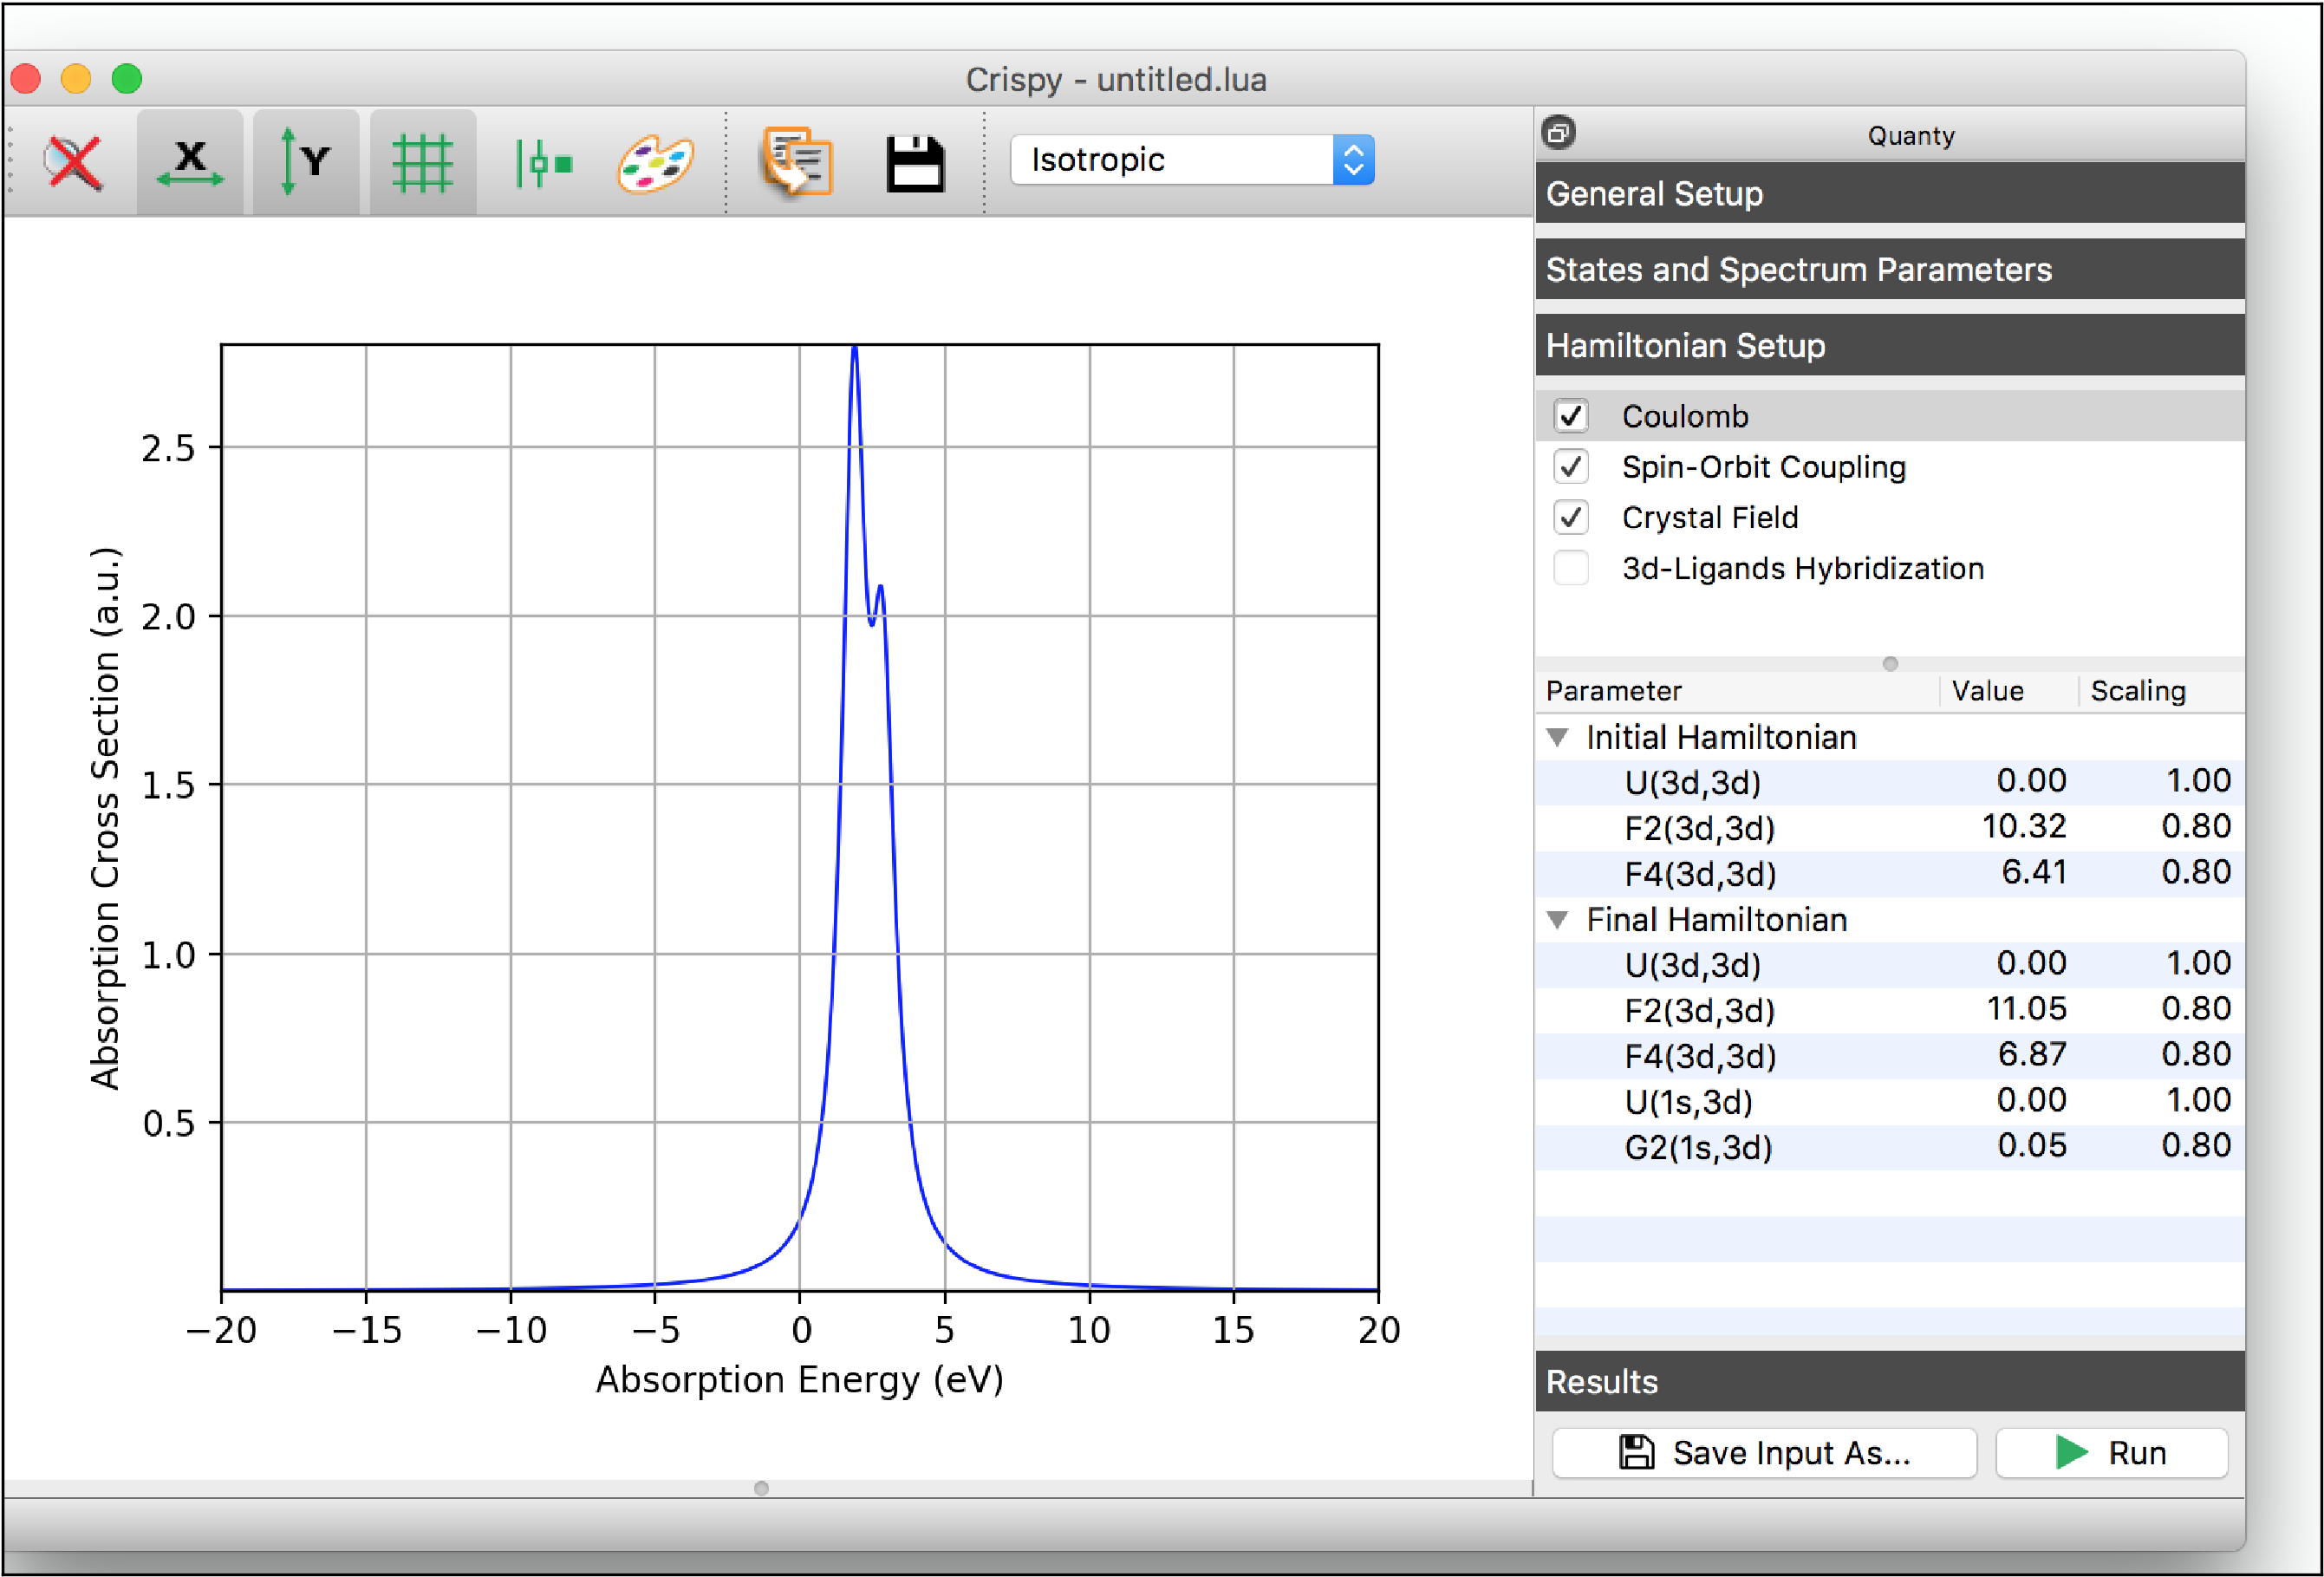 Crispy - untitled.lua
X
Y
Isotropic
Quanty
General Setup
States and Spectrum Parameters
Hamiltonian Setup
Coulomb
Spin-Orbit Coupling
Crystal Field
3d-Ligands Hybridization
Parameter Value Scaling
Initial Hamiltonian
U(3d,3d) 0.00 1.00
F2(3d,3d) 10.32 0.80
F4(3d,3d) 6.41 0.80
Final Hamiltonian
U(3d,3d) 0.00 1.00
F2(3d,3d) 11.05 0.80
F4(3d,3d) 6.87 0.80
U(1s,3d) 0.00 1.00
G2(1s,3d) 0.05 0.80
Results
Save Input As...
Run
Absorption Cross Section (a.u.)
2.5
2.0
1.5
1.0
0.5
−20 −15 −10 −5 0 5 10 15 20
Absorption Energy (eV)